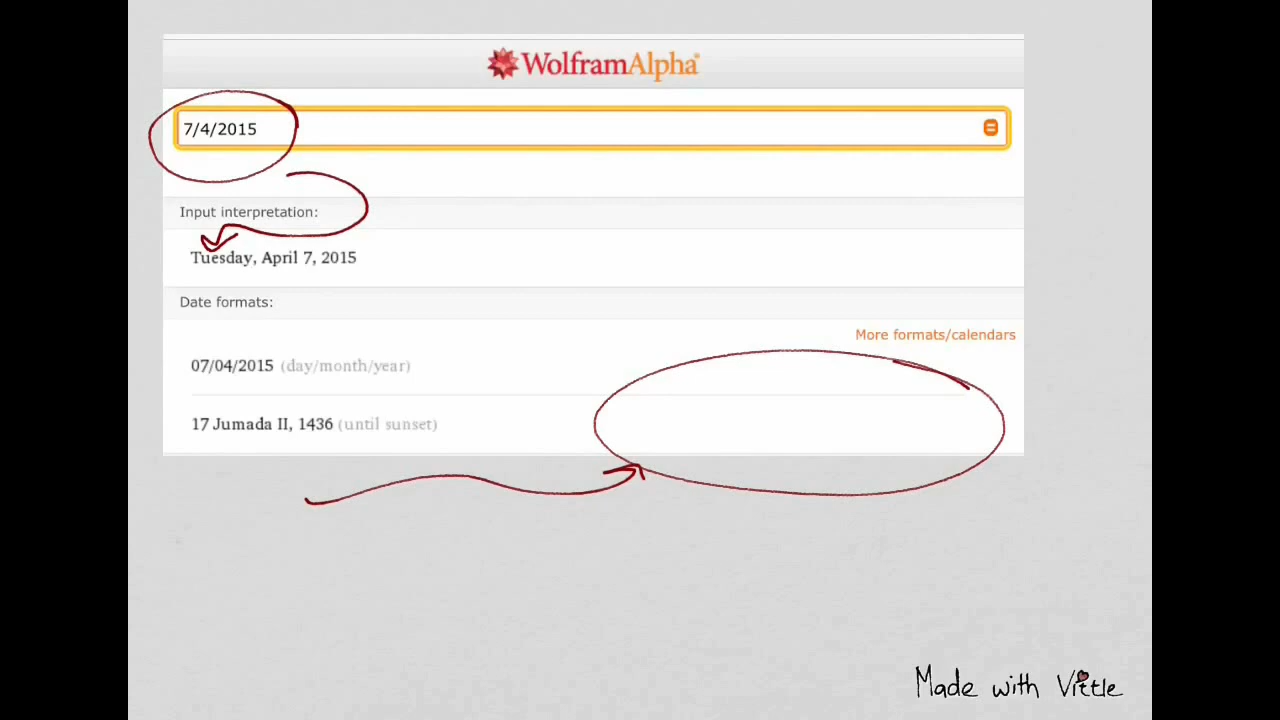 WolframAlpha
7/4/2015
Input interpretation:
Tuesday, April 7, 2015
Date formats:
More formats/calendars
07/04/2015 (day/month/year)
17 Jumada II, 1436 (until sunset)
Made with Vittle